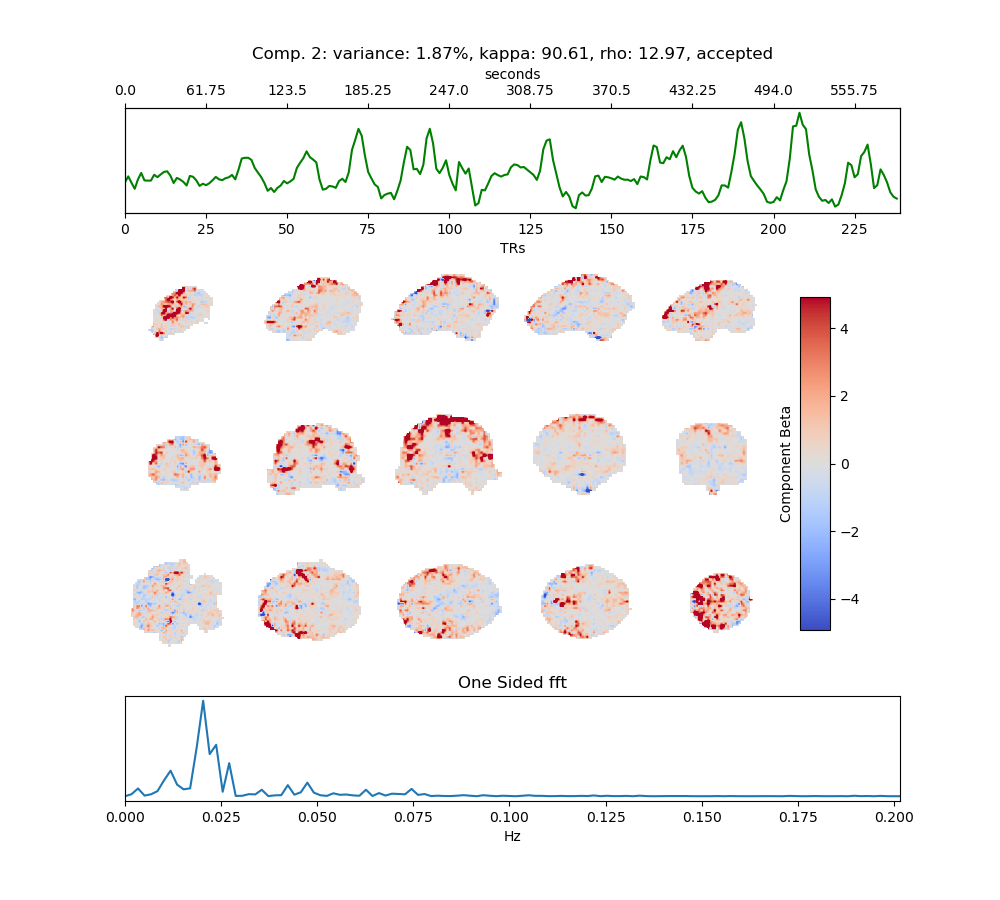 Comp. 2: variance: 1.87%, kappa: 90.61, rho: 12.97, accepted
seconds
0.0 61.75 123.5 185.25 247.0 308.75 370.5 432.25 494.0 555.75
0 25 50 75 100 125 150 175 200 225
TRs
4
2
0
−2
−4
Component Beta
One Sided fft
0.000 0.025 0.050 0.075 0.100 0.125 0.150 0.175 0.200
Hz